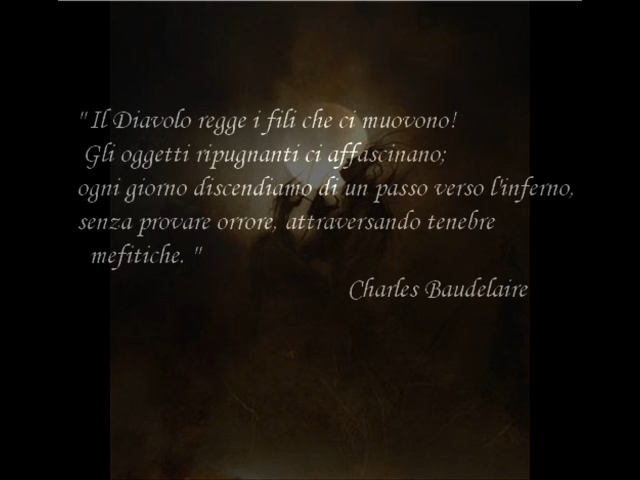 " Il Diavolo regge i fili che ci muovono!
Gli oggetti ripugnanti ci affascinano;
ogni giorno discendiamo di un passo verso l'inferno,
senza provare orrore, attraversando tenebre
mefitiche. "
Charles Baudelaire